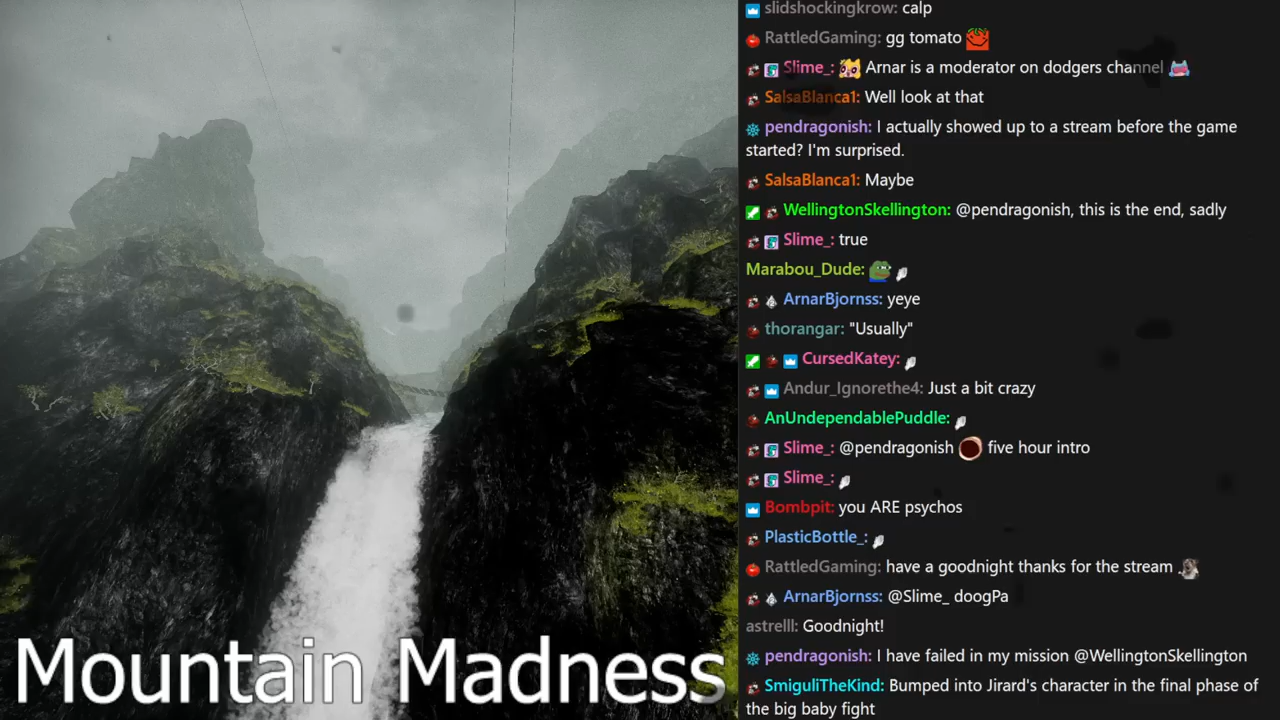 slidshockingkrow: calp
RattledGaming: gg tomato
Slime_: Arnar is a moderator on dodgers channel
SalsaBlanca1: Well look at that
pendragonish: I actually showed up to a stream before the game
started? I'm surprised.
SalsaBlanca1: Maybe
WellingtonSkellington: @pendragonish, this is the end, sadly
Slime_: true
Marabou_Dude:
ArnarBjornss: yeye
thorangar: "Usually"
CursedKatey:
Andur_Ignorethe4: Just a bit crazy
AnUndependablePuddle:
Slime_: @pendragonish five hour intro
Slime_:
Bombpit: you ARE psychos
PlasticBottle_:
RattledGaming: have a goodnight thanks for the stream
ArnarBjornss: @Slime_ doogPa
astrelll: Goodnight!
pendragonish: I have failed in my mission @WellingtonSkellington
SmiguliTheKind: Bumped into Jirard's character in the final phase of
the big baby fight
Mountain Madness